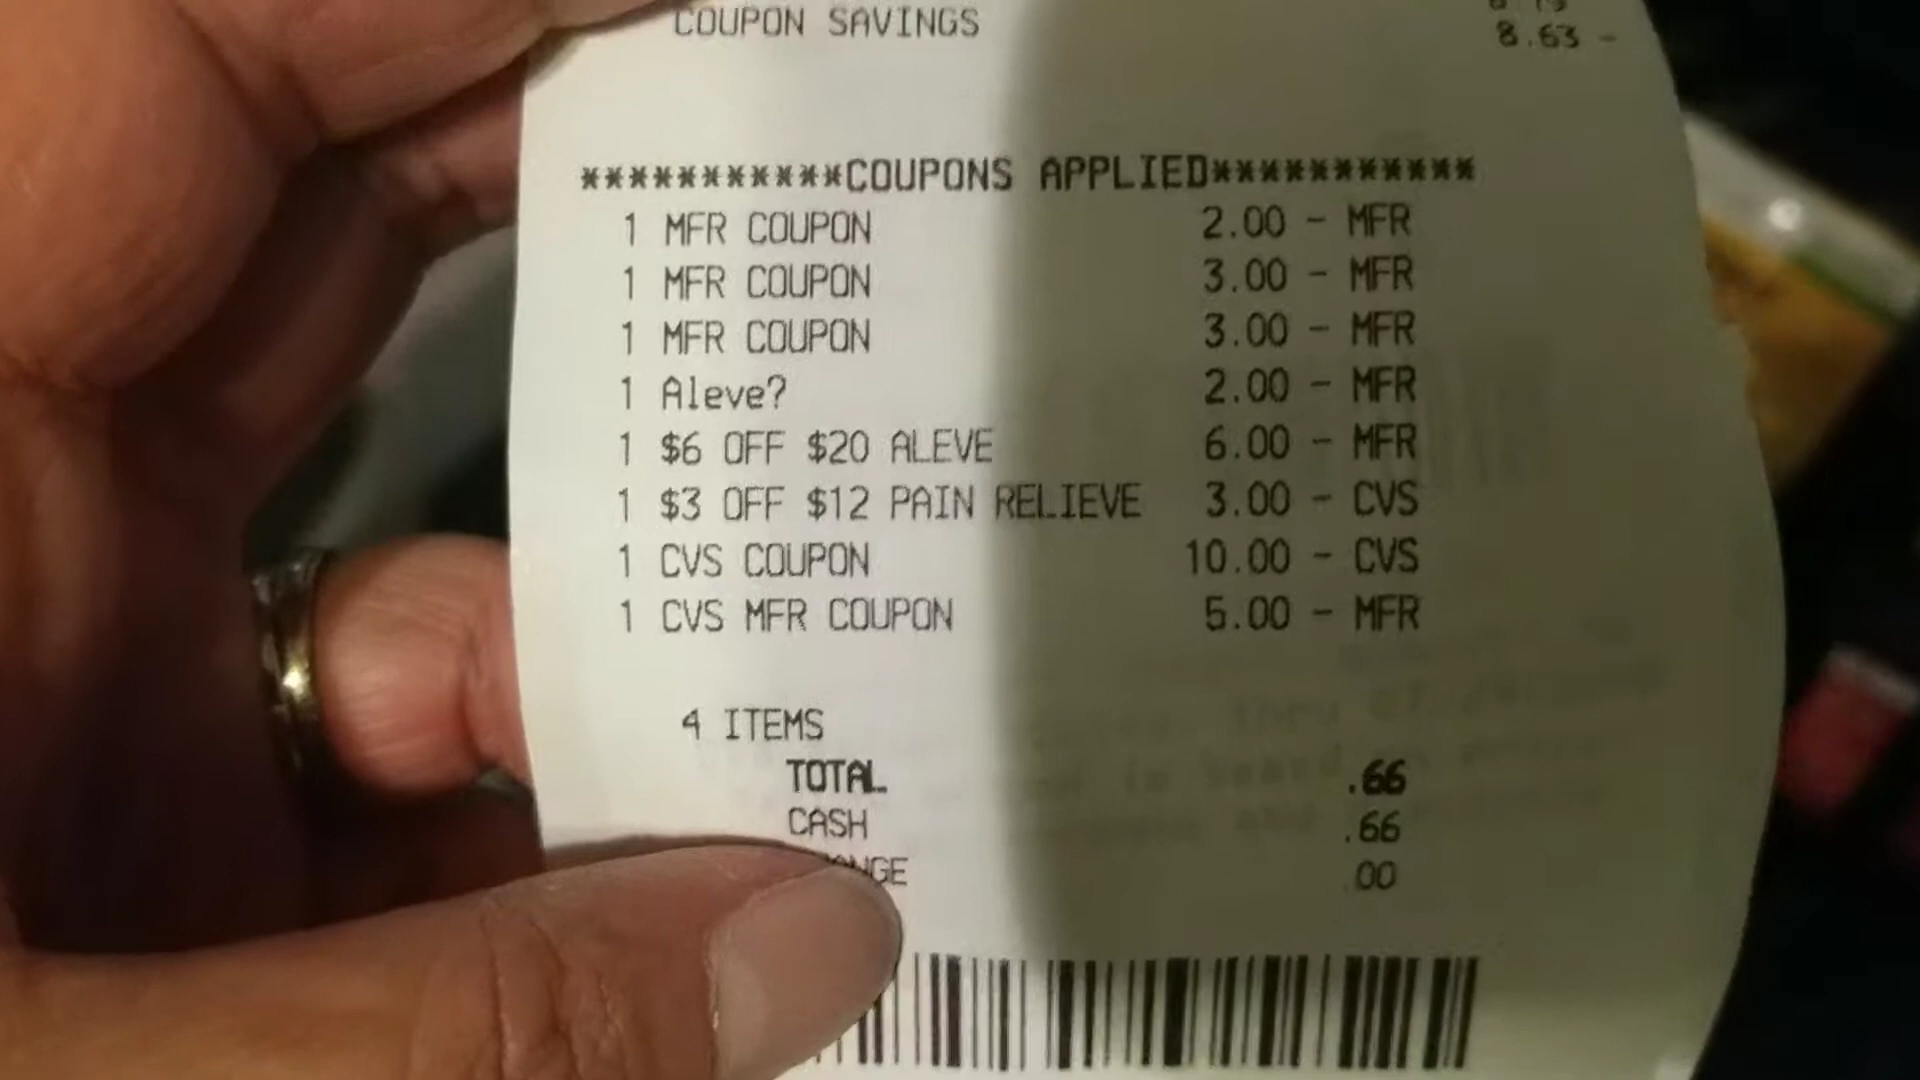 COUPON SAVINGS 8.63 -
***********COUPONS APPLIED***********
1 MFR COUPON 2.00 - MFR
1 MFR COUPON 3.00 - MFR
1 MFR COUPON 3.00 - MFR
1 Aleve? 2.00 - MFR
1 $6 OFF $20 ALEVE 6.00 - MFR
1 $3 OFF $12 PAIN RELIEVE 3.00 - CVS
1 CVS COUPON 10.00 - CVS
1 CVS MFR COUPON 5.00 - MFR
4 ITEMS
TOTAL .66
CASH .66
.00